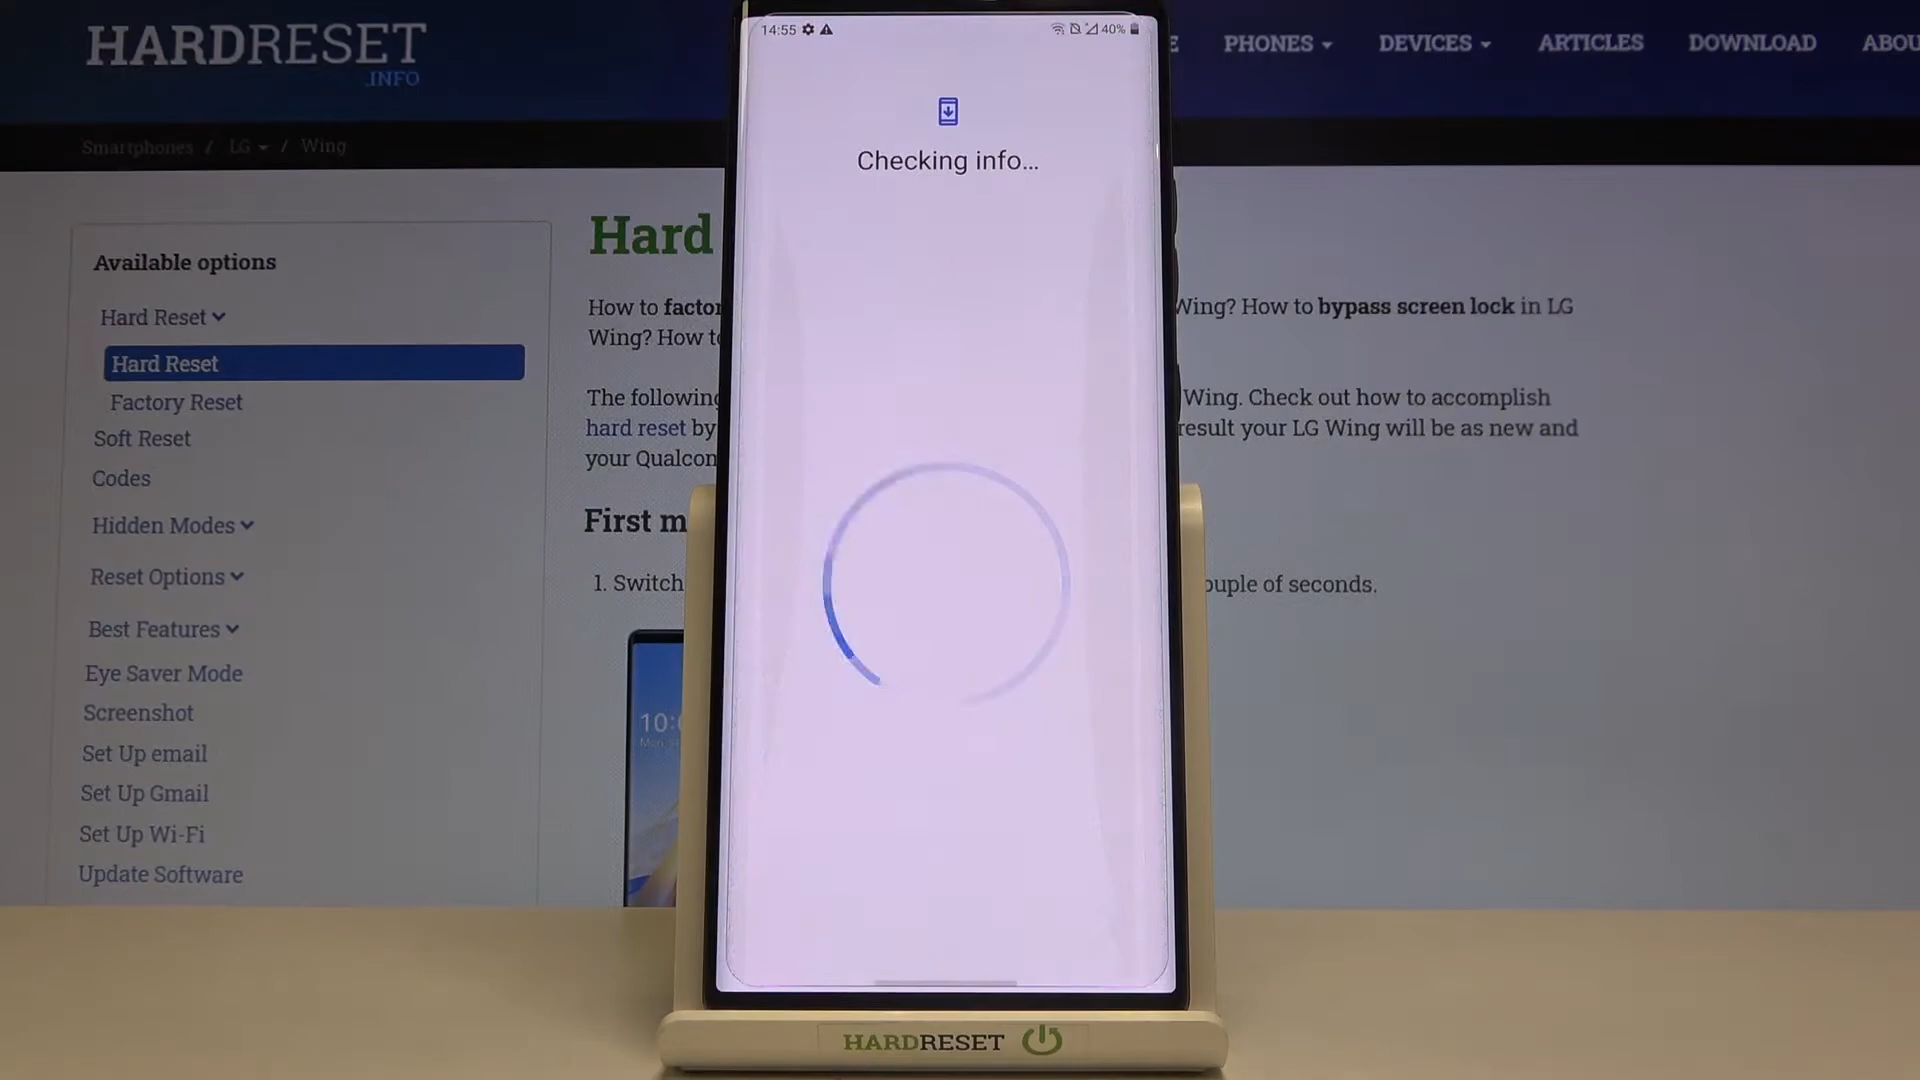 HARDRESET
.INFO
PHONES
DEVICES
ARTICLES
DOWNLOAD
ABOU
Smartphones / LG / Wing
Available options
Hard Reset
Hard Reset
Factory Reset
Soft Reset
Codes
Hidden Modes
Reset Options
Best Features
Eye Saver Mode
Screenshot
Set Up email
Set Up Gmail
Set Up Wi-Fi
Update Software
Hard
How to factor
Wing? How to bypass screen lock in LG
Wing? How to
The following
Wing. Check out how to accomplish
hard reset by
result your LG Wing will be as new and
your Qualcon
First m
1. Switch
ouple of seconds.
14:55
40%
Checking info...
HARDRESET